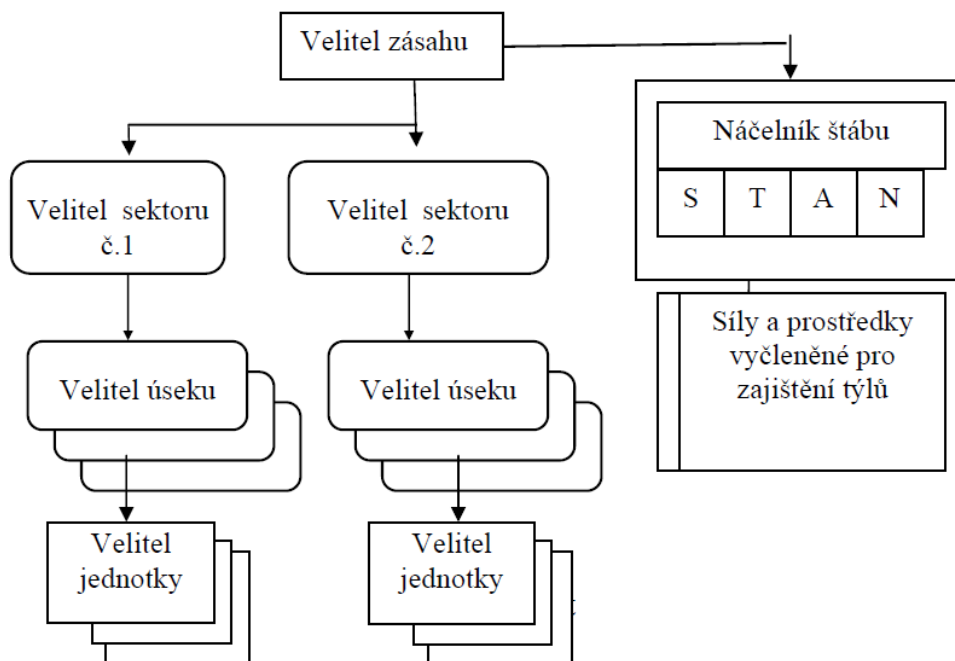 Velitel zásahu
Náčelník štábu
S T A N
Velitel sektoru
č.1
Velitel sektoru
č.2
Síly a prostředky
vyčleněné pro
zajištění týlů
Velitel úseku
Velitel úseku
Velitel
jednotky
Velitel
jednotky